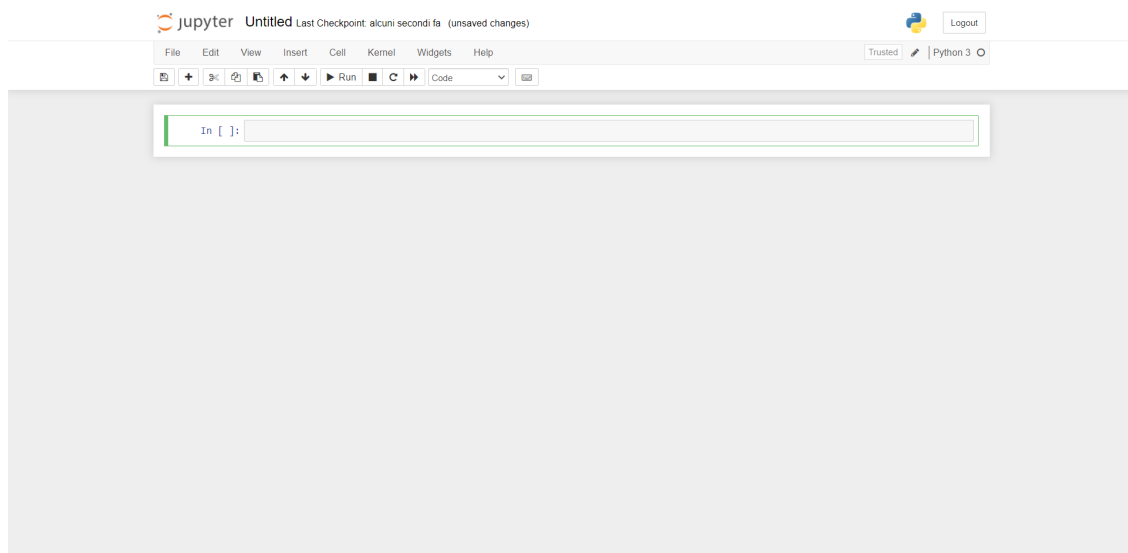 jupyter Untitled Last Checkpoint: alcuni secondi fa (unsaved changes) Logout
File Edit View Insert Cell Kernel Widgets Help Trusted Python 3
Run Code
In [ ]: